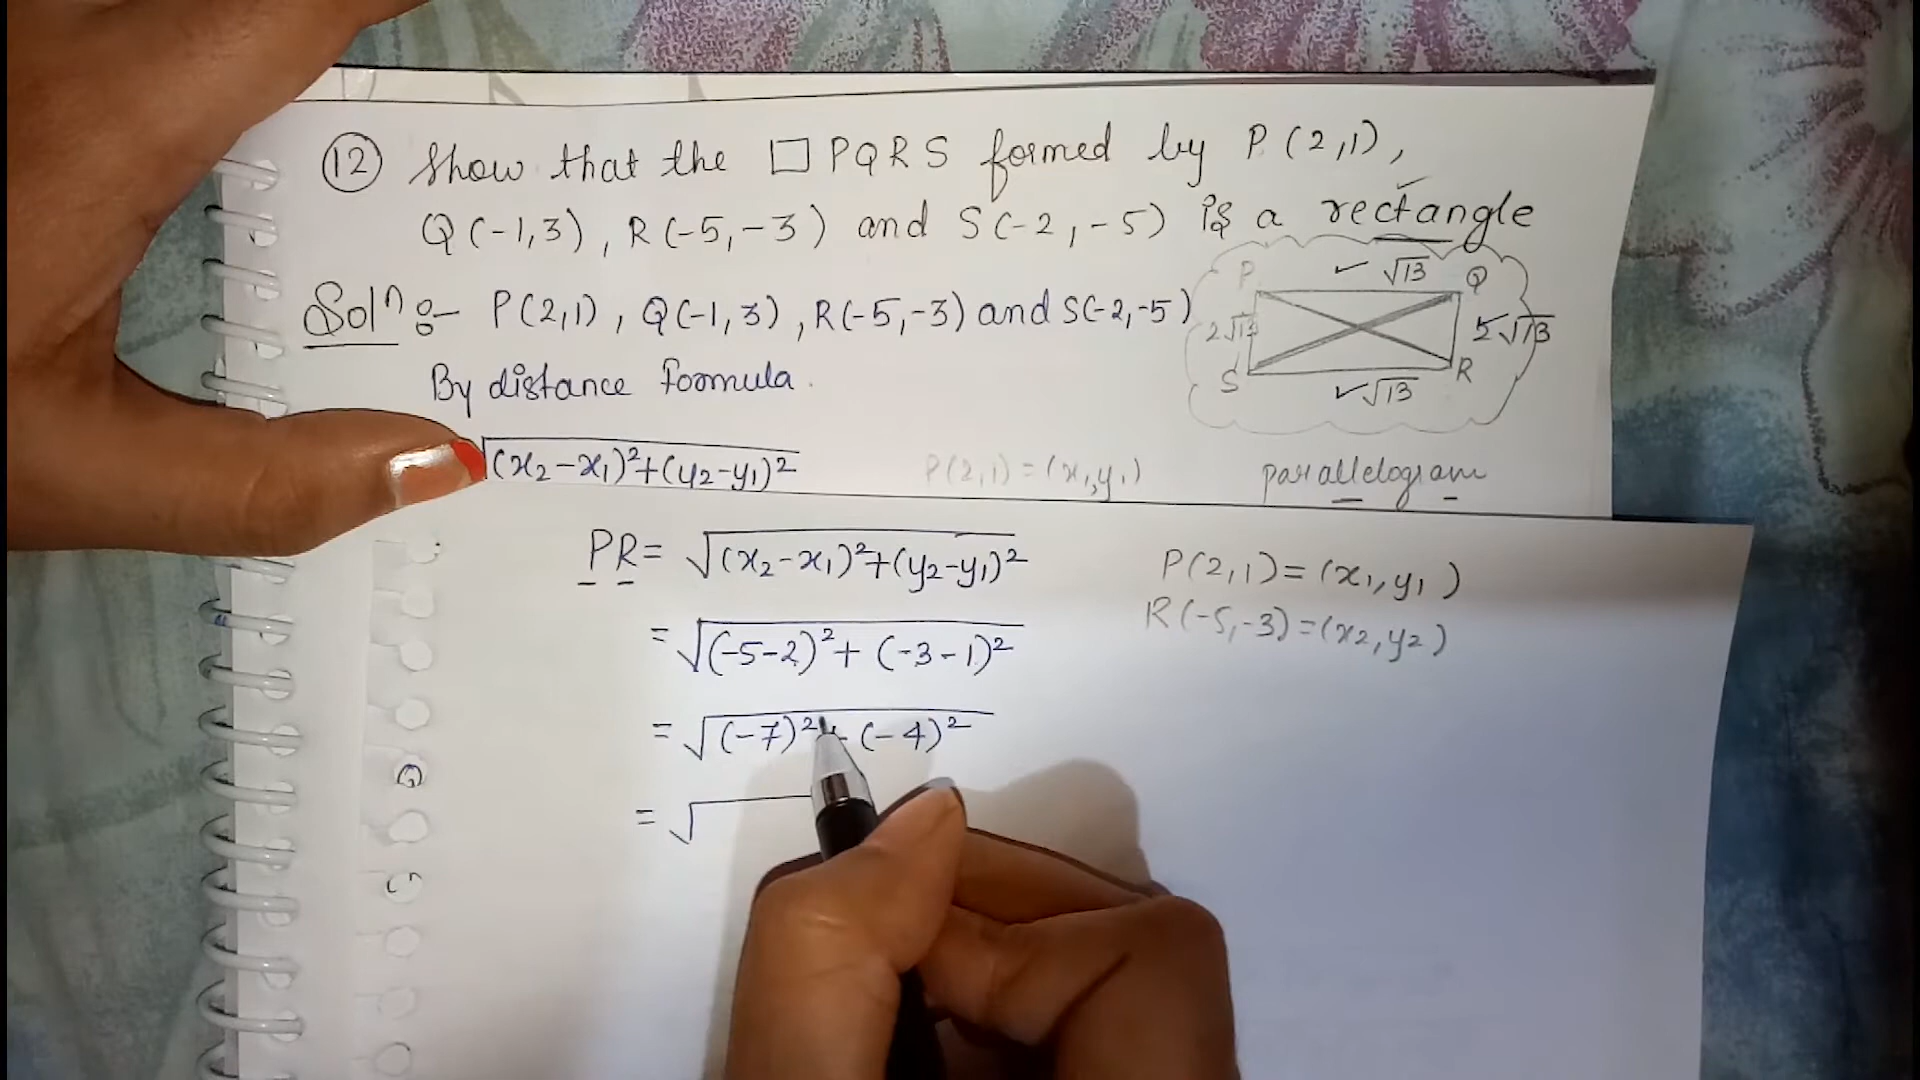 (12) Show that the □ PQRS formed by P(2,1),
Q(-1,3), R(-5,-3) and S(-2,-5) is a rectangle
Solⁿ:- P(2,1), Q(-1,3), R(-5,-3) and S(-2,-5)
By distance formula.
P ✓ √13 Q
2√13 2√13
S ✓ √13 R
√(x₂-x₁)²+(y₂-y₁)² P(2,1)=(x₁,y₁) parallelogram
PR = √(x₂-x₁)²+(y₂-y₁)² P(2,1)=(x₁,y₁)
= √(-5-2)²+(-3-1)² R(-5,-3)=(x₂,y₂)
= √(-7)²+(-4)²
= √